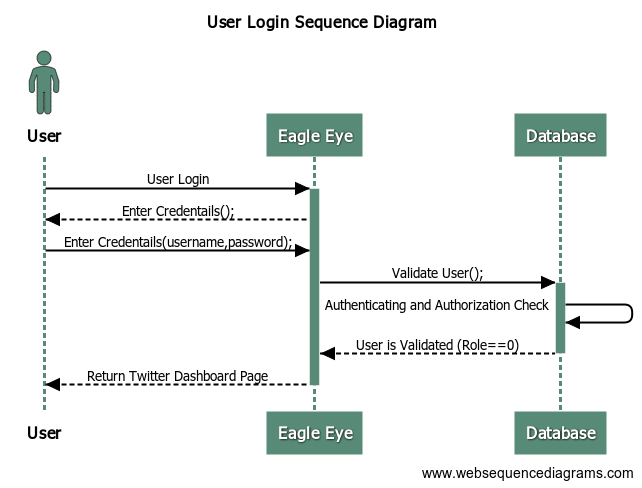 User Login Sequence Diagram
User
Eagle Eye
Database
User Login
Enter Credentails();
Enter Credentails(username,password);
Validate User();
Authenticating and Authorization Check
User is Validated (Role==0)
Return Twitter Dashboard Page
User
Eagle Eye
Database
www.websequencediagrams.com